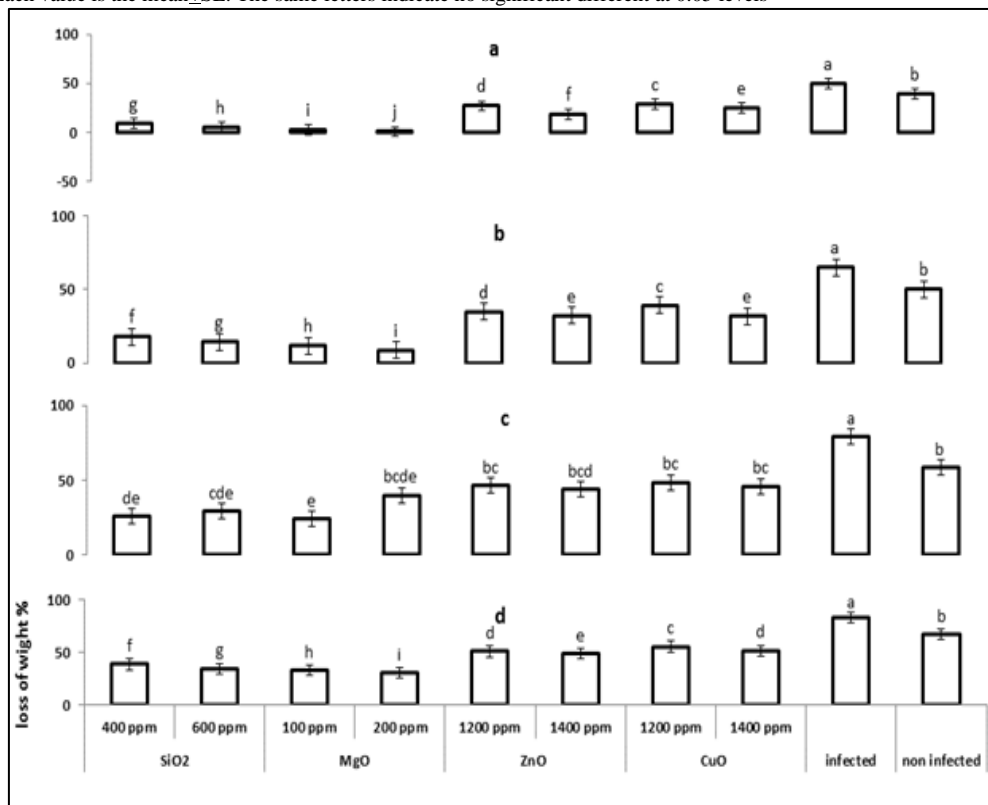 Each value is the mean±SE. The same letters indicate no significant different at 0.05 levels
100
a
a
b
c
d
e
f
50
g
h
i
j
0
-50
100
b
a
b
c
d
e
e
50
f
g
h
i
0
100
c
a
b
bcde
bc
bcd
bc
bc
50
de
cde
e
0
loss of wight %
100
d
a
b
c
d
e
d
f
g
h
i
50
0
400 ppm 600 ppm 100 ppm 200 ppm 1200 ppm 1400 ppm 1200 ppm 1400 ppm
SiO2 MgO ZnO CuO infected non infected